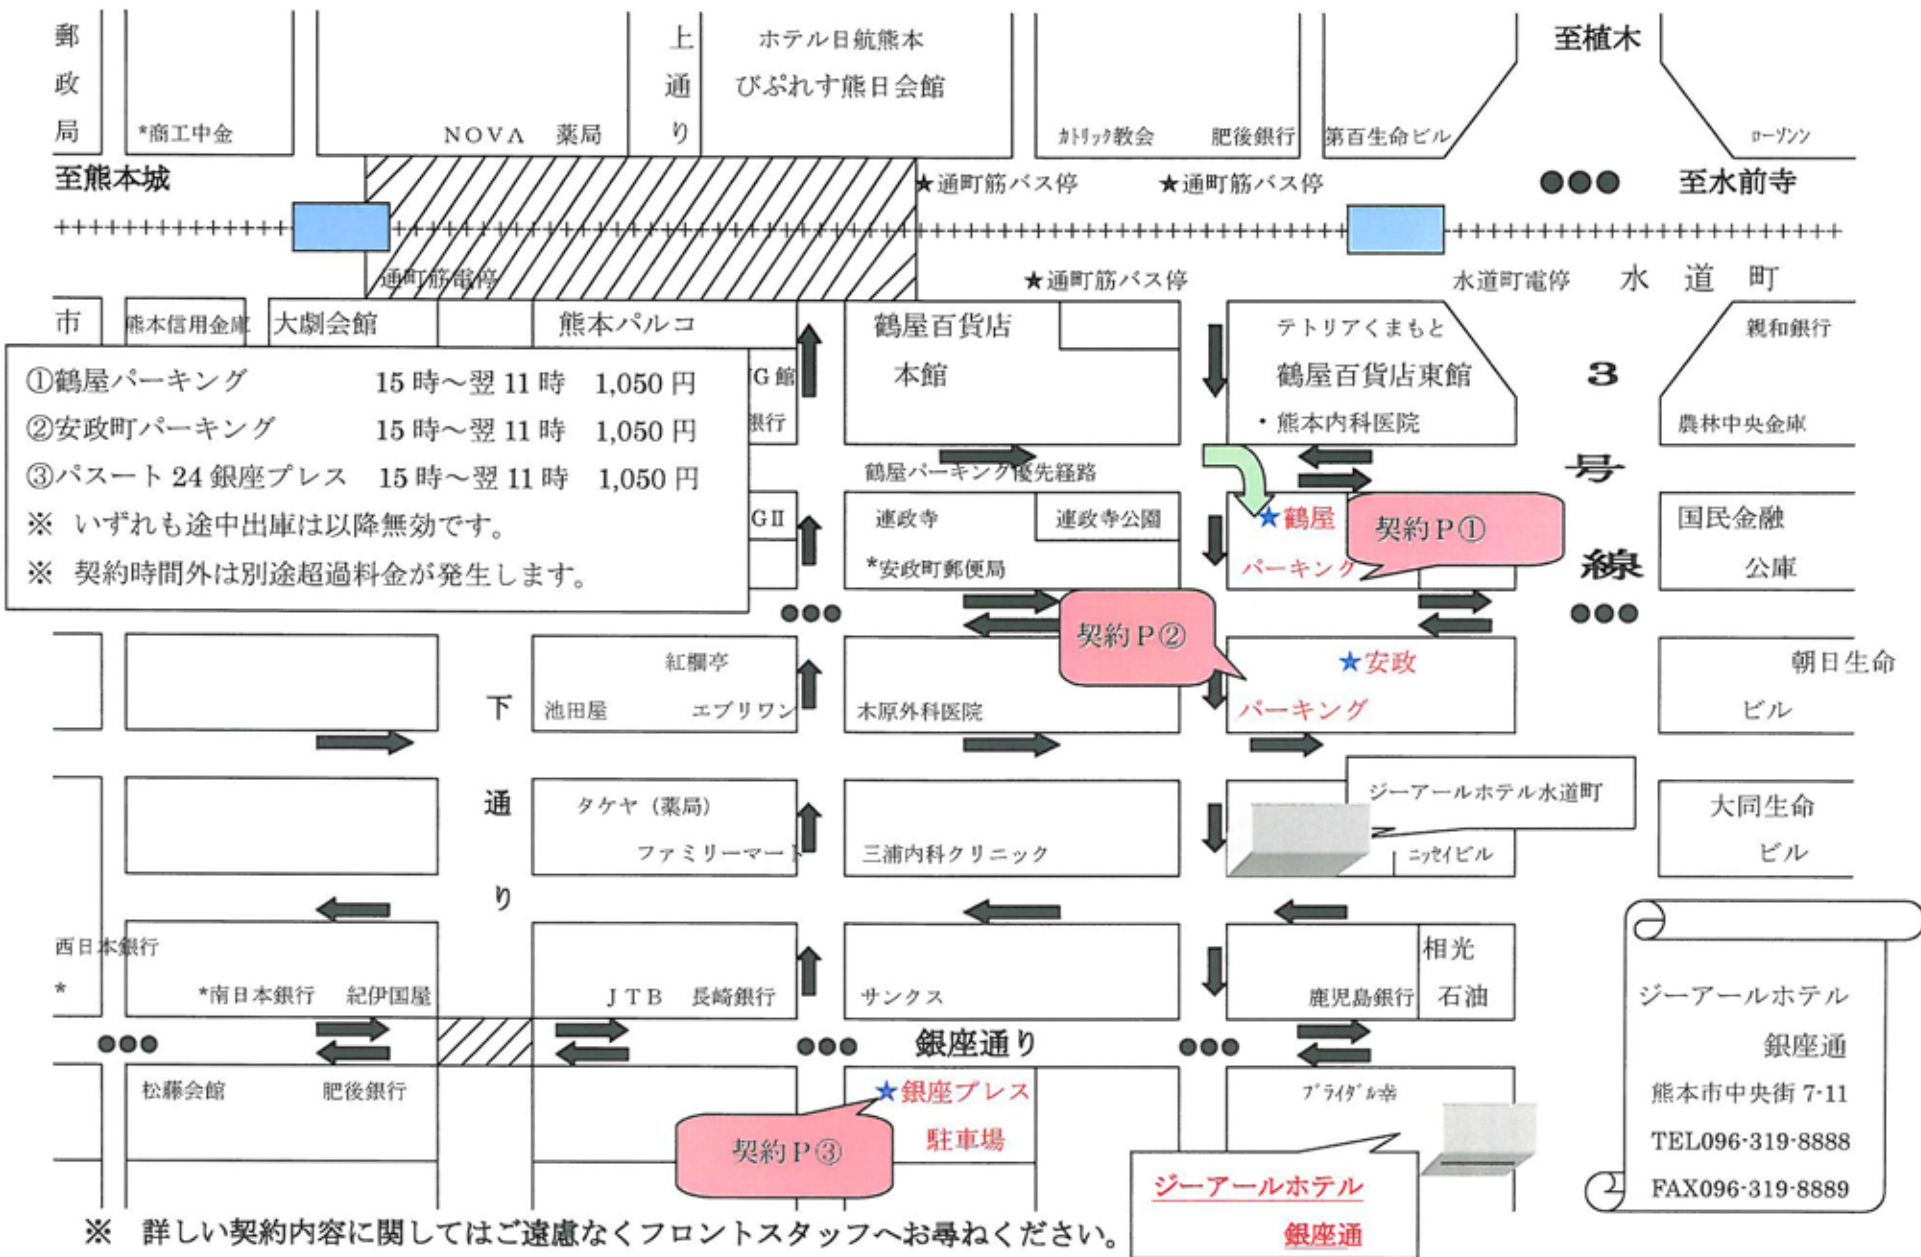 郵政局
*商工中金
NOVA 薬局
上通り
ホテル日航熊本
びぷれす熊日会館
カトリック教会
肥後銀行
第百生命ビル
至植木
ローソンン
至熊本城
★通町筋バス停
★通町筋バス停
●●● 至水前寺
通町筋電停
★通町筋バス停
水道町電停
水道町
市
熊本信用金庫
大劇会館
熊本パルコ
鶴屋百貨店
本館
テトリアくまもと
鶴屋百貨店東館
・熊本内科医院
親和銀行
農林中央金庫
3号線
①鶴屋パーキング 15時～翌11時 1,050円
②安政町パーキング 15時～翌11時 1,050円
③パスート24銀座プレス 15時～翌11時 1,050円
※ いずれも途中出庫は以降無効です。
※ 契約時間外は別途超過料金が発生します。
G館
銀行
GⅡ
鶴屋パーキング優先経路
連政寺
連政寺公園
*安政町郵便局
★鶴屋
パーキング
契約P①
国民金融
公庫
契約P②
紅欄亭
池田屋 エブリワン
木原外科医院
★安政
パーキング
朝日生命
ビル
下通り
タケヤ（薬局）
ファミリーマート
三浦内科クリニック
ジーアールホテル水道町
ニッセイビル
大同生命
ビル
西日本銀行
*
*南日本銀行 紀伊国屋
JTB 長崎銀行
サンクス
鹿児島銀行
相光
石油
銀座通り
松藤会館 肥後銀行
★銀座プレス
駐車場
契約P③
ブライダル幸
ジーアールホテル
銀座通
ジーアールホテル
銀座通
熊本市中央街7-11
TEL096-319-8888
FAX096-319-8889
※ 詳しい契約内容に関してはご遠慮なくフロントスタッフへお尋ねください。